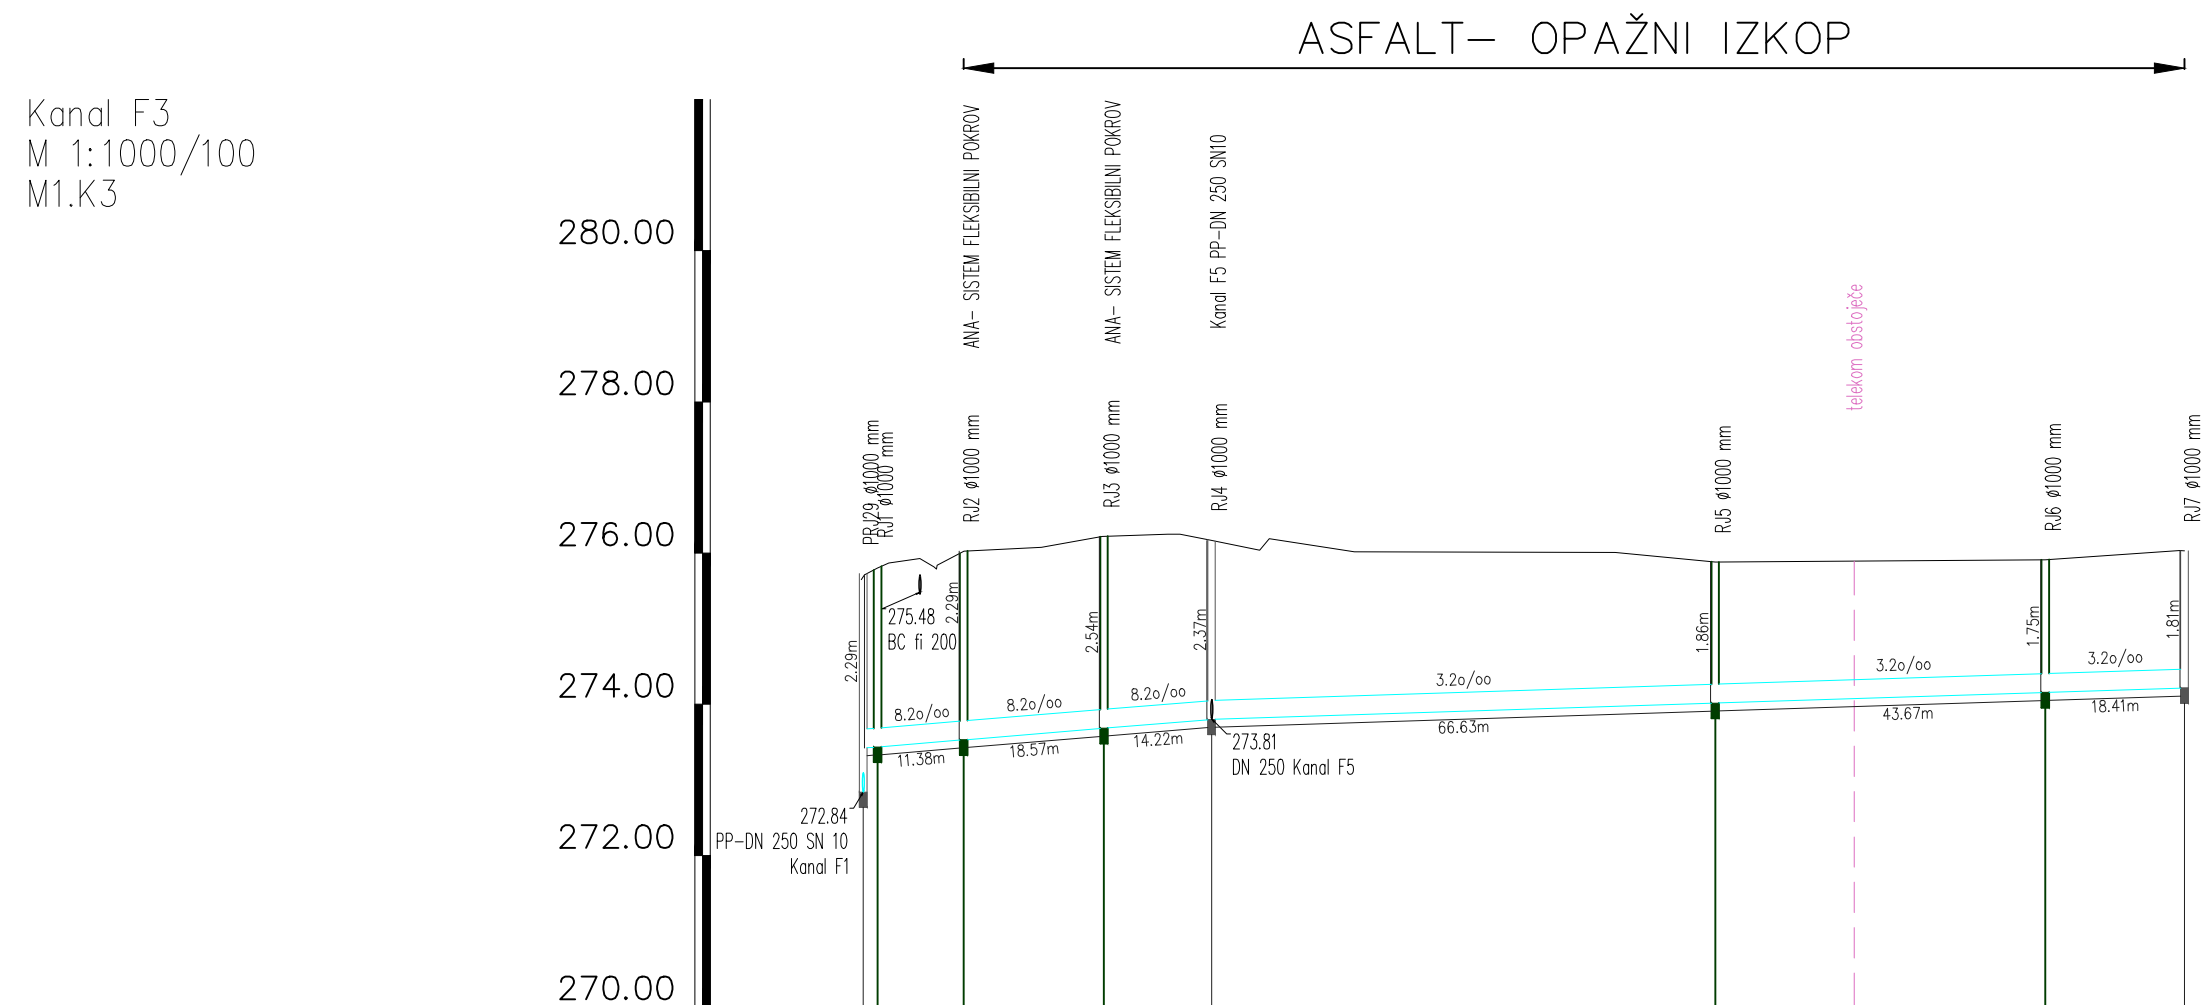 ASFALT- OPAŽNI IZKOP
Kanal F3
M 1:1000/100
M1.K3
280.00
278.00
276.00
274.00
272.00
270.00
ANA- SISTEM FLEKSIBILNI POKROV
ANA- SISTEM FLEKSIBILNI POKROV
Kanal F5 PP-DN 250 SN10
telekom obstoječe
PRJ29 ø1000 mm
RJ1 ø1000 mm
RJ2 ø1000 mm
RJ3 ø1000 mm
RJ4 ø1000 mm
RJ5 ø1000 mm
RJ6 ø1000 mm
RJ7 ø1000 mm
2.29m
275.48
BC fi 200
2.29m
2.54m
2.37m
1.86m
1.75m
1.81m
8.2o/oo
8.2o/oo
8.2o/oo
3.2o/oo
3.2o/oo
3.2o/oo
11.38m
18.57m
14.22m
66.63m
43.67m
18.41m
273.81
DN 250 Kanal F5
272.84
PP-DN 250 SN 10
Kanal F1